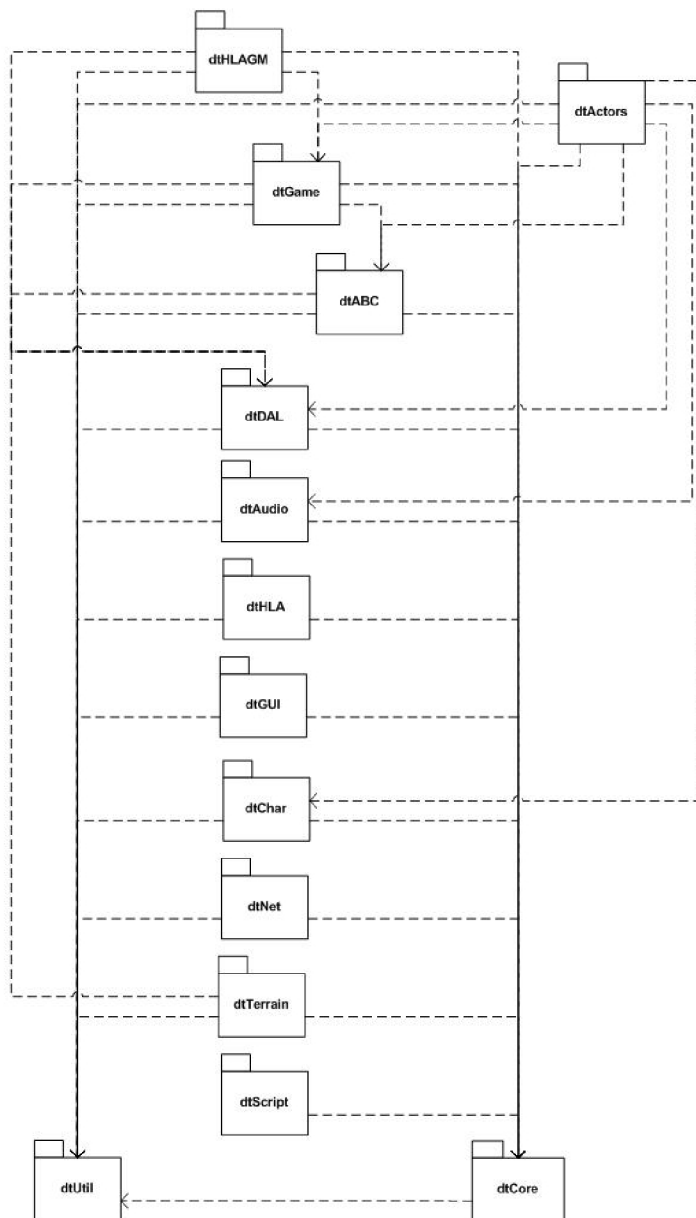 dtHLAGM
dtActors
dtGame
dtABC
dtDAL
dtAudio
dtHLA
dtGUI
dtChar
dtNet
dtTerrain
dtScript
dtUtil
dtCore